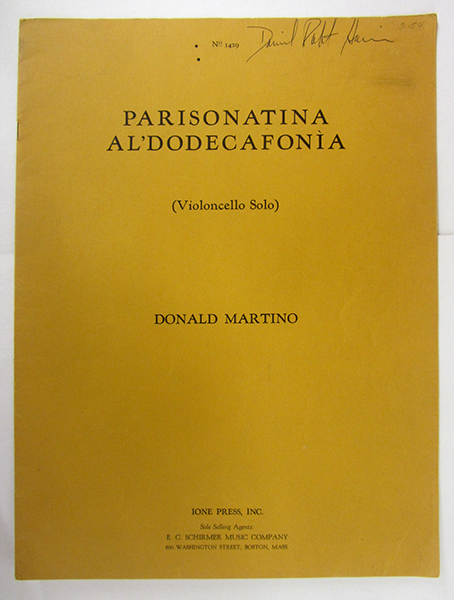 Nº 1419
PARISONATINA
AL'DODECAFONÌA
(Violoncello Solo)
DONALD MARTINO
IONE PRESS, INC.
Sole Selling Agents:
E. C. SCHIRMER MUSIC COMPANY
WASHINGTON STREET, BOSTON, MASS.